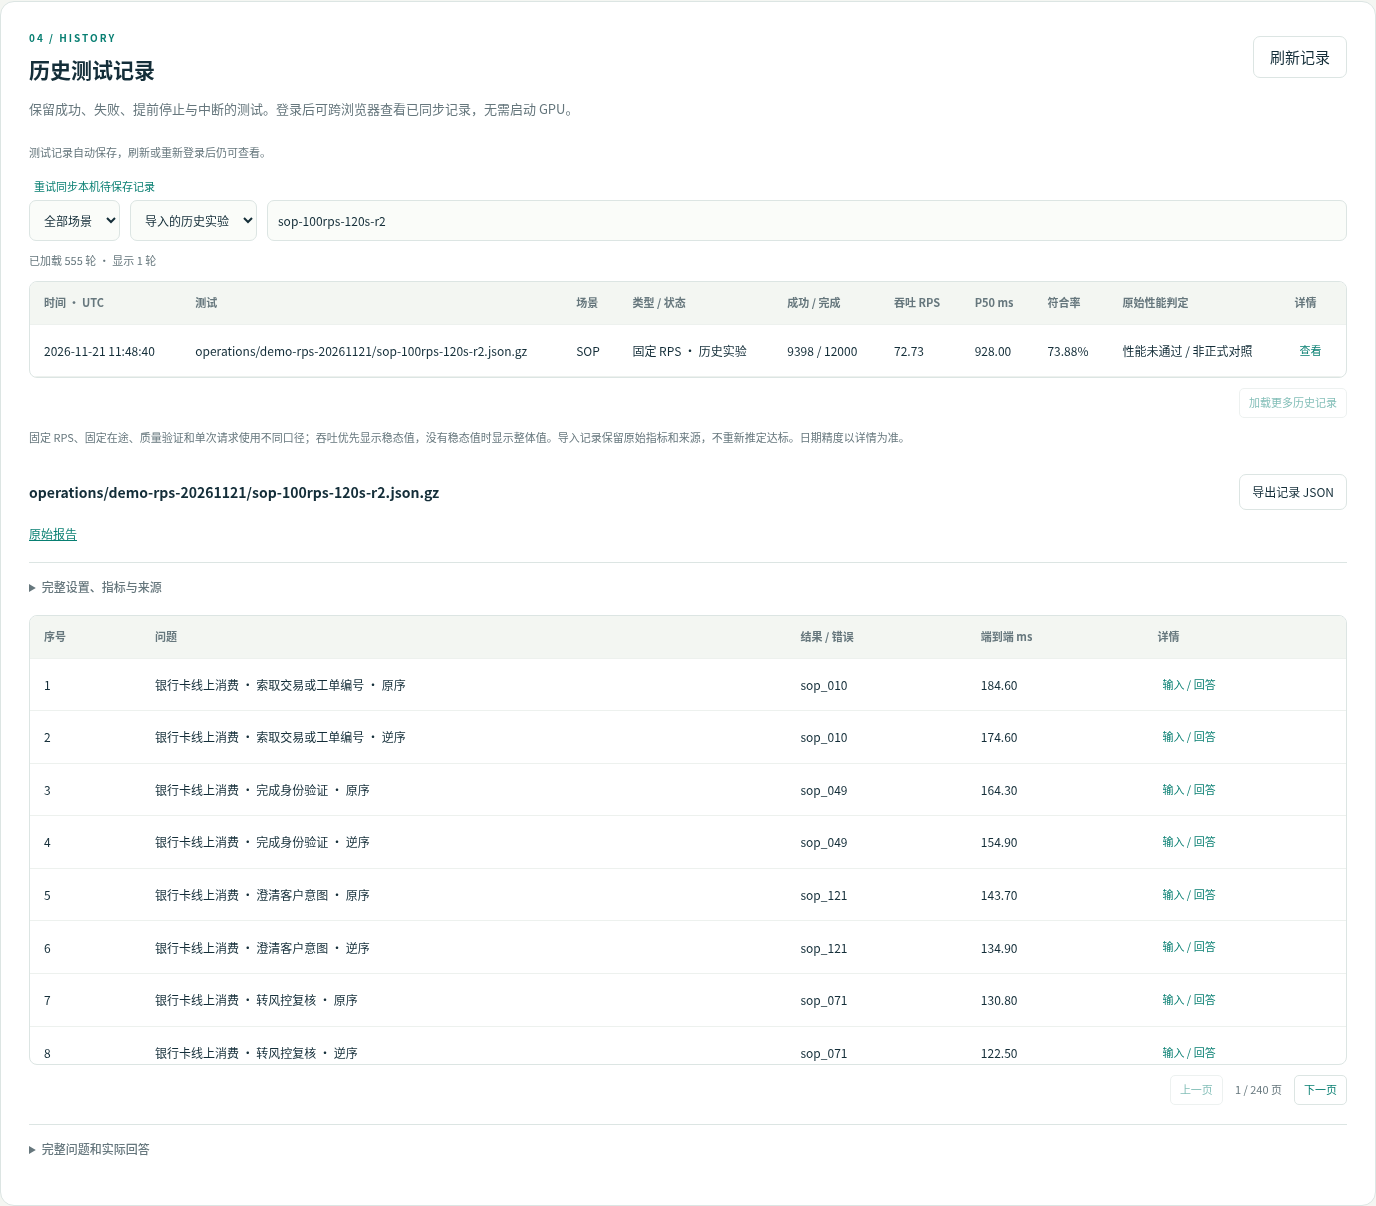 04 / HISTORY
历史测试记录
刷新记录
保留成功、失败、提前停止与中断的测试。登录后可跨浏览器查看已同步记录，无需启动 GPU。
测试记录自动保存，刷新或重新登录后仍可查看。
重试同步本机待保存记录
全部场景 导入的历史实验 sop-100rps-120s-r2
已加载 555 轮 · 显示 1 轮
时间 · UTC 测试 场景 类型 / 状态 成功 / 完成 吞吐 RPS P50 ms 符合率 原始性能判定 详情
2026-11-21 11:48:40 operations/demo-rps-20261121/sop-100rps-120s-r2.json.gz SOP 固定 RPS · 历史实验 9398 / 12000 72.73 928.00 73.88% 性能未通过 / 非正式对照 查看
加载更多历史记录
固定 RPS、固定在途、质量验证和单次请求使用不同口径；吞吐优先显示稳态值，没有稳态值时显示整体值。导入记录保留原始指标和来源，不重新推定达标。日期精度以详情为准。
operations/demo-rps-20261121/sop-100rps-120s-r2.json.gz
导出记录 JSON
原始报告
▶ 完整设置、指标与来源
序号 问题 结果 / 错误 端到端 ms 详情
1 银行卡线上消费 · 索取交易或工单编号 · 原序 sop_010 184.60 输入 / 回答
2 银行卡线上消费 · 索取交易或工单编号 · 逆序 sop_010 174.60 输入 / 回答
3 银行卡线上消费 · 完成身份验证 · 原序 sop_049 164.30 输入 / 回答
4 银行卡线上消费 · 完成身份验证 · 逆序 sop_049 154.90 输入 / 回答
5 银行卡线上消费 · 澄清客户意图 · 原序 sop_121 143.70 输入 / 回答
6 银行卡线上消费 · 澄清客户意图 · 逆序 sop_121 134.90 输入 / 回答
7 银行卡线上消费 · 转风控复核 · 原序 sop_071 130.80 输入 / 回答
8 银行卡线上消费 · 转风控复核 · 逆序 sop_071 122.50 输入 / 回答
上一页 1 / 240 页 下一页
▶ 完整问题和实际回答